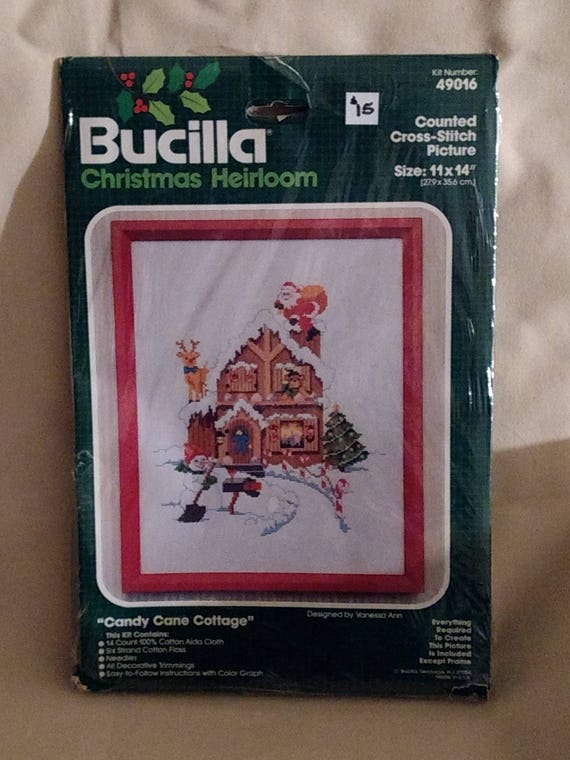 Kit Number:
49016
$15
Bucilla®
Christmas Heirloom
Counted
Cross-Stitch
Picture
Size: 11 x 14"
(27.9 x 35.6 cm.)
"Candy Cane Cottage"
Designed by Vanessa Ann
This Kit Contains:
● 14 Count 100% Cotton Aida Cloth
● Six Strand Cotton Floss
● Needles
● All Decorative Trimmings
● Easy-to-Follow Instructions with Color Graph
Everything
Required
To Create
This Picture
Is Included
Except Frame